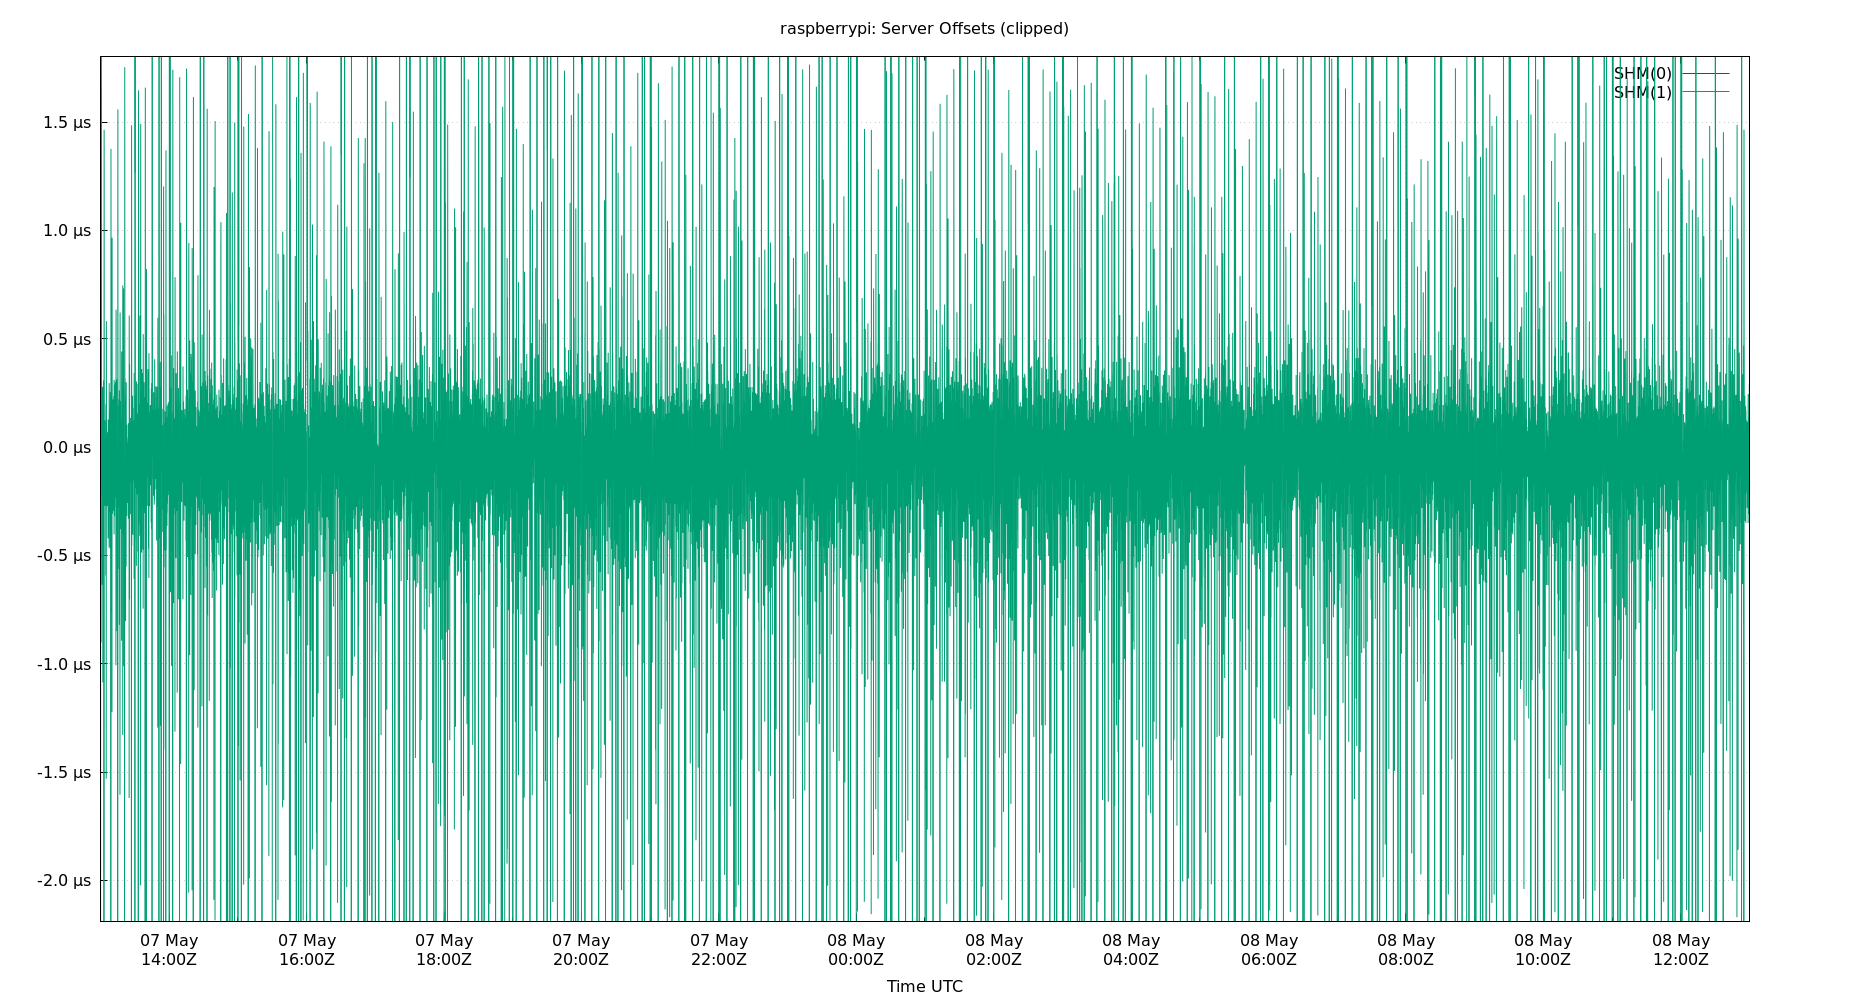 raspberrypi: Server Offsets (clipped)
SHM(0)
SHM(1)
1.5 µs
1.0 µs
0.5 µs
0.0 µs
-0.5 µs
-1.0 µs
-1.5 µs
-2.0 µs
07 May 07 May 07 May 07 May 07 May 08 May 08 May 08 May 08 May 08 May 08 May 08 May
14:00Z 16:00Z 18:00Z 20:00Z 22:00Z 00:00Z 02:00Z 04:00Z 06:00Z 08:00Z 10:00Z 12:00Z
Time UTC